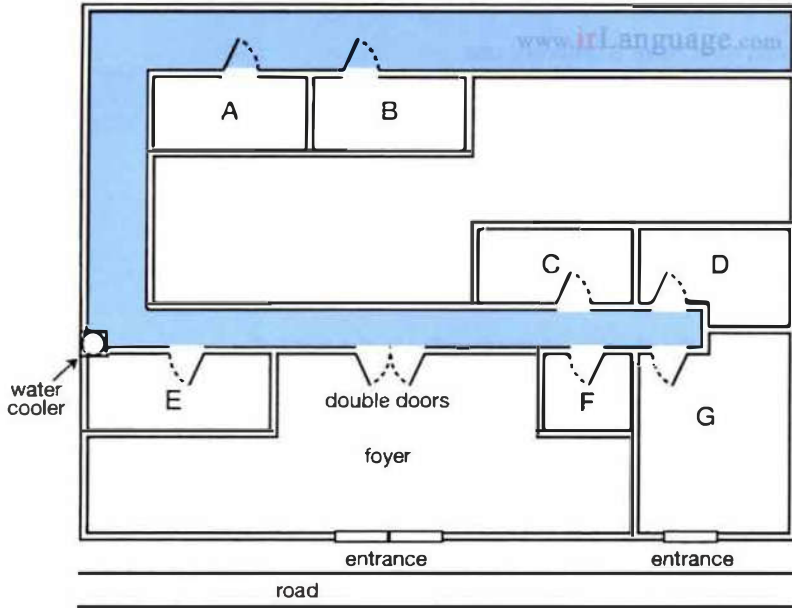 www.irLanguage.com
A
B
C
D
water
cooler
E
double doors
F
G
foyer
entrance
entrance
road